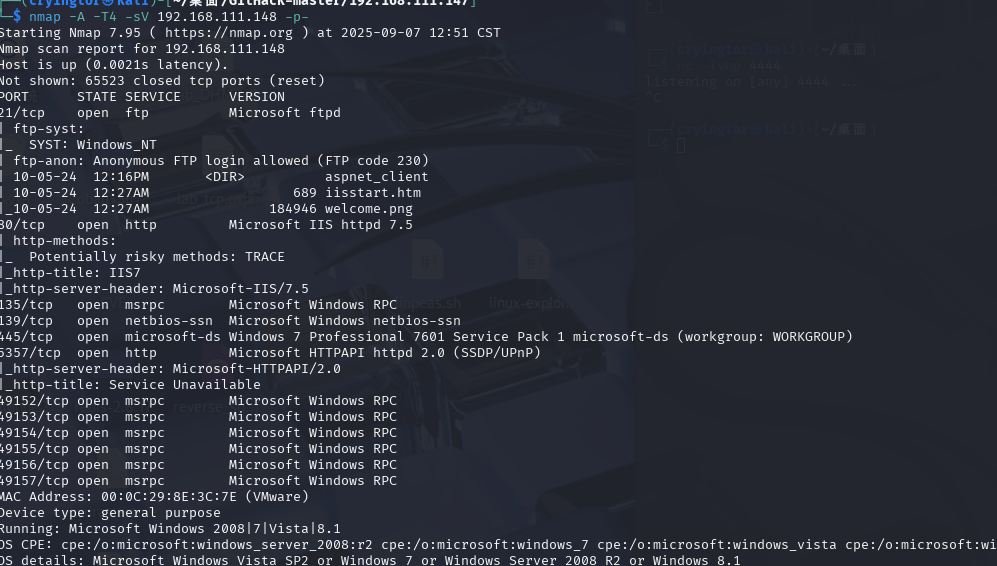 (cryingtor㉿kali)-[~/桌面/GitHack-master/192.168.111.147]
$ nmap -A -T4 -sV 192.168.111.148 -p-
Starting Nmap 7.95 ( https://nmap.org ) at 2025-09-07 12:51 CST
Nmap scan report for 192.168.111.148
Host is up (0.0021s latency).
Not shown: 65523 closed tcp ports (reset)
PORT      STATE SERVICE      VERSION
21/tcp    open  ftp          Microsoft ftpd
| ftp-syst:
|_  SYST: Windows_NT
| ftp-anon: Anonymous FTP login allowed (FTP code 230)
| 10-05-24  12:16PM       <DIR>          aspnet_client
| 10-05-24  12:27AM                  689 iisstart.htm
|_10-05-24  12:27AM               184946 welcome.png
80/tcp    open  http         Microsoft IIS httpd 7.5
| http-methods:
|_  Potentially risky methods: TRACE
|_http-title: IIS7
|_http-server-header: Microsoft-IIS/7.5
135/tcp   open  msrpc        Microsoft Windows RPC
139/tcp   open  netbios-ssn  Microsoft Windows netbios-ssn
445/tcp   open  microsoft-ds Windows 7 Professional 7601 Service Pack 1 microsoft-ds (workgroup: WORKGROUP)
5357/tcp  open  http         Microsoft HTTPAPI httpd 2.0 (SSDP/UPnP)
|_http-server-header: Microsoft-HTTPAPI/2.0
|_http-title: Service Unavailable
49152/tcp open  msrpc        Microsoft Windows RPC
49153/tcp open  msrpc        Microsoft Windows RPC
49154/tcp open  msrpc        Microsoft Windows RPC
49155/tcp open  msrpc        Microsoft Windows RPC
49156/tcp open  msrpc        Microsoft Windows RPC
49157/tcp open  msrpc        Microsoft Windows RPC
MAC Address: 00:0C:29:8E:3C:7E (VMware)
Device type: general purpose
Running: Microsoft Windows 2008|7|Vista|8.1
OS CPE: cpe:/o:microsoft:windows_server_2008:r2 cpe:/o:microsoft:windows_7 cpe:/o:microsoft:windows_vista cpe:/o:microsoft:wi
OS details: Microsoft Windows Vista SP2 or Windows 7 or Windows Server 2008 R2 or Windows 8.1
4444
listening on [any] 4444 ...
^C
(cryingtor㉿kali)-[~/桌面]
$